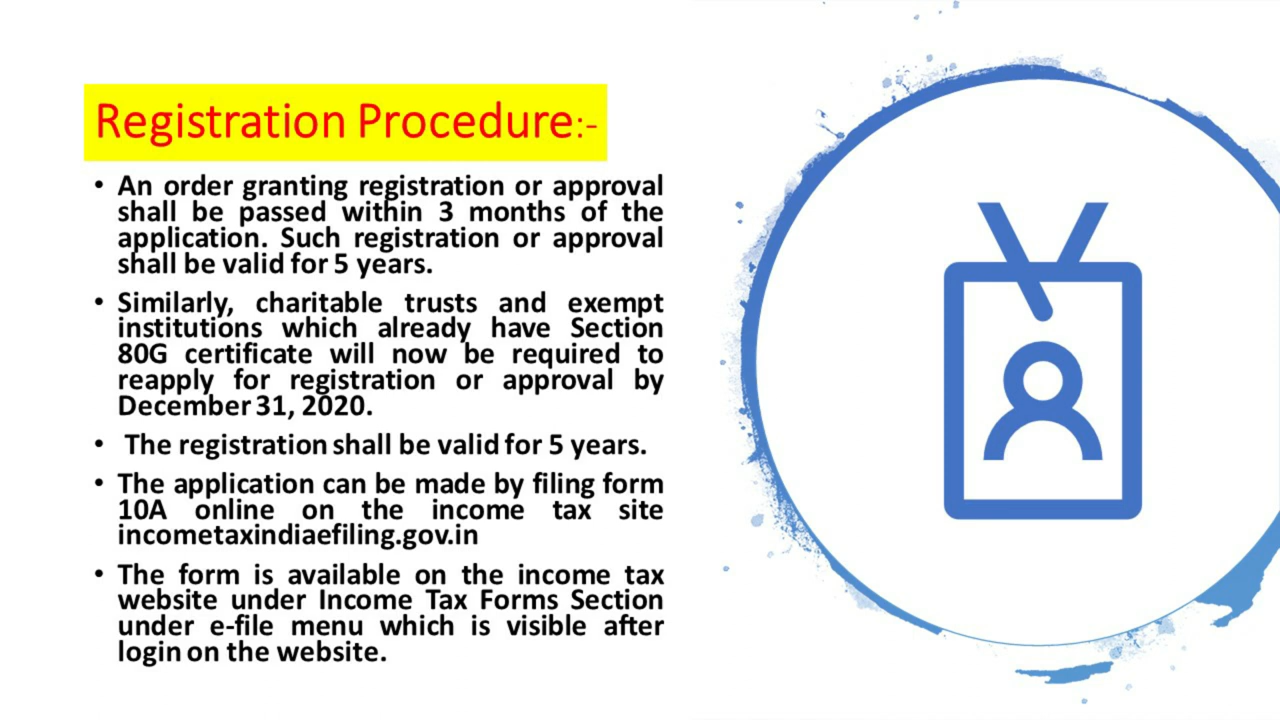 Registration Procedure:-
• An order granting registration or approval
shall be passed within 3 months of the
application. Such registration or approval
shall be valid for 5 years.
• Similarly, charitable trusts and exempt
institutions which already have Section
80G certificate will now be required to
reapply for registration or approval by
December 31, 2020.
• The registration shall be valid for 5 years.
• The application can be made by filing form
10A online on the income tax site
incometaxindiaefiling.gov.in
• The form is available on the income tax
website under Income Tax Forms Section
under e-file menu which is visible after
login on the website.